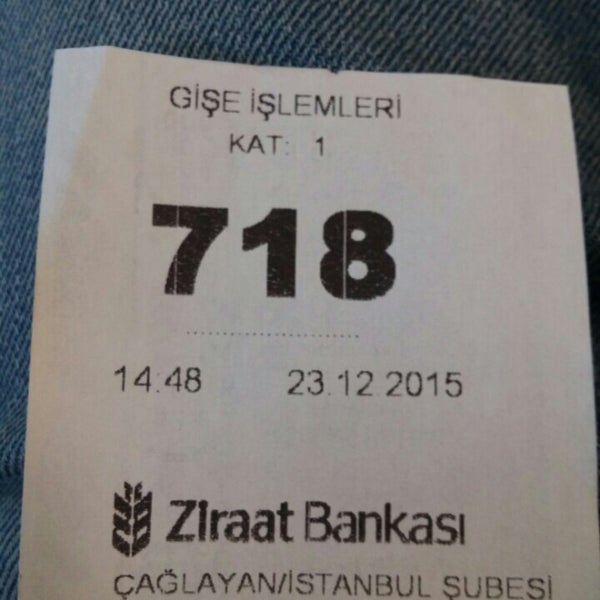 GİŞE İŞLEMLERİ
KAT: 1
718
14:48 23.12.2015
Ziraat Bankası
ÇAĞLAYAN/İSTANBUL ŞUBESİ